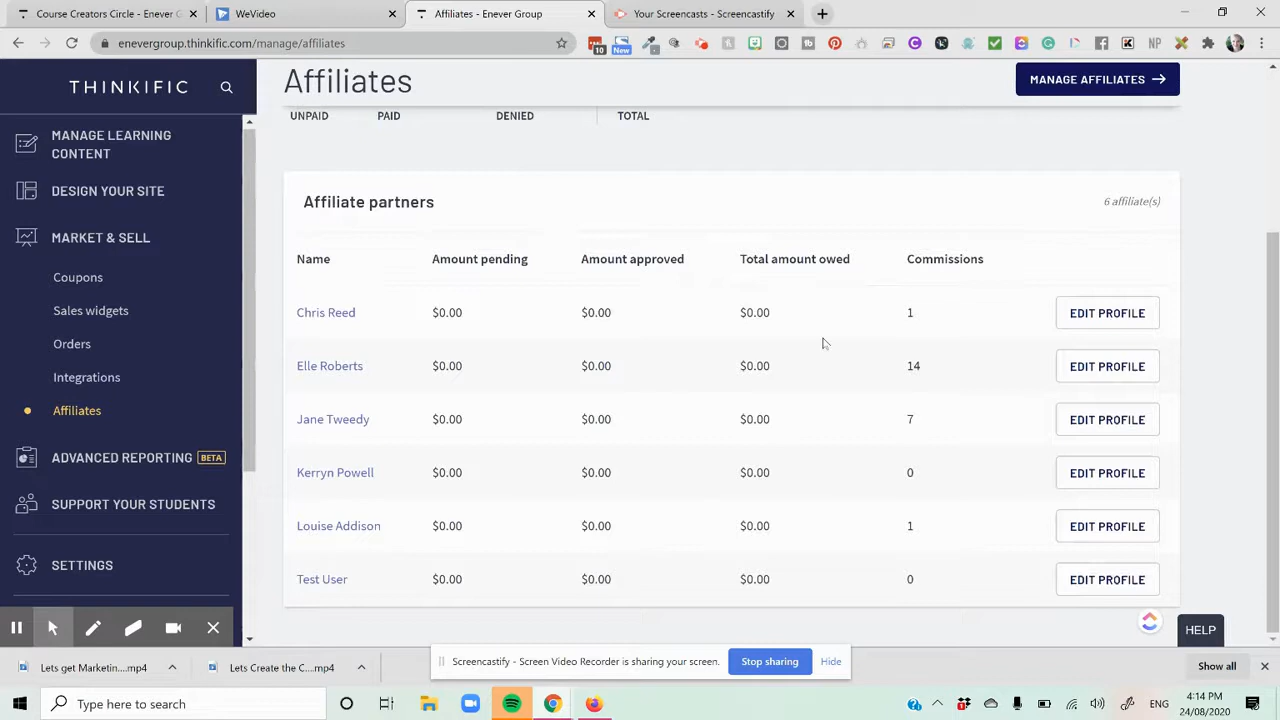 Course Creators Circle - Enever G
WeVideo
Affiliates - Enever Group
Your Screencasts - Screencastify
enevergroup.thinkific.com/manage/affiliates
10
New
NP
THINKIFIC
Affiliates
MANAGE AFFILIATES
UNPAID PAID DENIED TOTAL
MANAGE LEARNING
CONTENT
DESIGN YOUR SITE
MARKET & SELL
Coupons
Sales widgets
Orders
Integrations
Affiliates
ADVANCED REPORTING BETA
SUPPORT YOUR STUDENTS
SETTINGS
Affiliate partners
6 affiliate(s)
Name Amount pending Amount approved Total amount owed Commissions
Chris Reed $0.00 $0.00 $0.00 1 EDIT PROFILE
Elle Roberts $0.00 $0.00 $0.00 14 EDIT PROFILE
Jane Tweedy $0.00 $0.00 $0.00 7 EDIT PROFILE
Kerryn Powell $0.00 $0.00 $0.00 0 EDIT PROFILE
Louise Addison $0.00 $0.00 $0.00 1 EDIT PROFILE
Test User $0.00 $0.00 $0.00 0 EDIT PROFILE
HELP
Screencastify - Screen Video Recorder is sharing your screen.
Stop sharing
Hide
Lets get Marketin....mp4
Lets Create the C....mp4
Show all
Type here to search
ENG
4:14 PM
24/08/2020